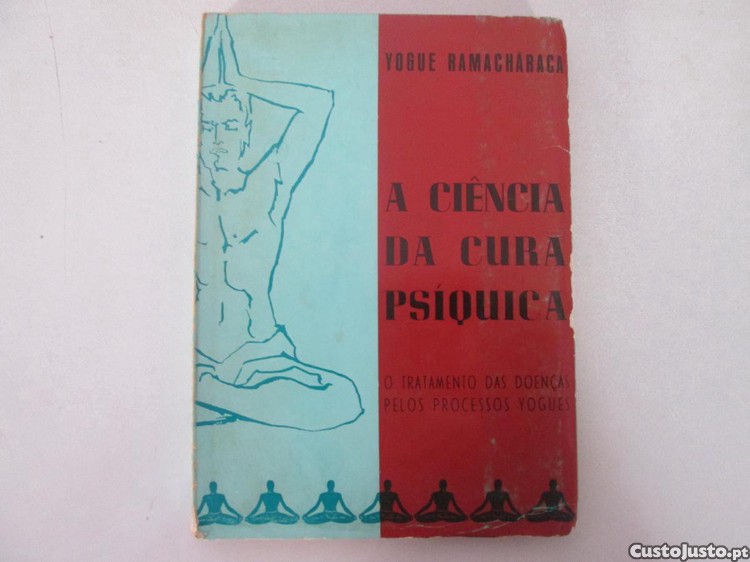 YOGUE RAMACHÁRACA
A CIÊNCIA
DA CURA
PSÍQUICA
O TRATAMENTO DAS DOENÇAS
PELOS PROCESSOS YOGUES
CustoJusto.pt